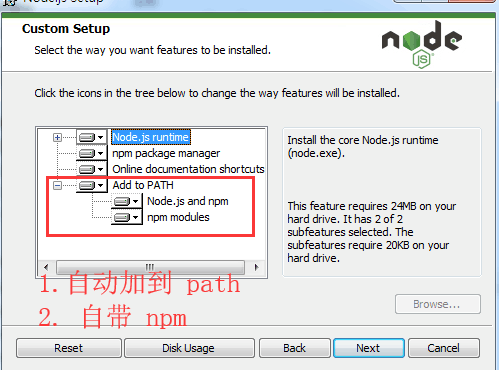 Node.js setup
Custom Setup
Select the way you want features to be installed.
node
JS
Click the icons in the tree below to change the way features will be installed.
Node.js runtime
npm package manager
Online documentation shortcuts
Add to PATH
Node.js and npm
npm modules
Install the core Node.js runtime
(node.exe).
This feature requires 24MB on your
hard drive. It has 2 of 2
subfeatures selected. The
subfeatures require 20KB on your
hard drive.
1.自动加到 path
2. 自带 npm
Browse...
Reset
Disk Usage
Back
Next
Cancel